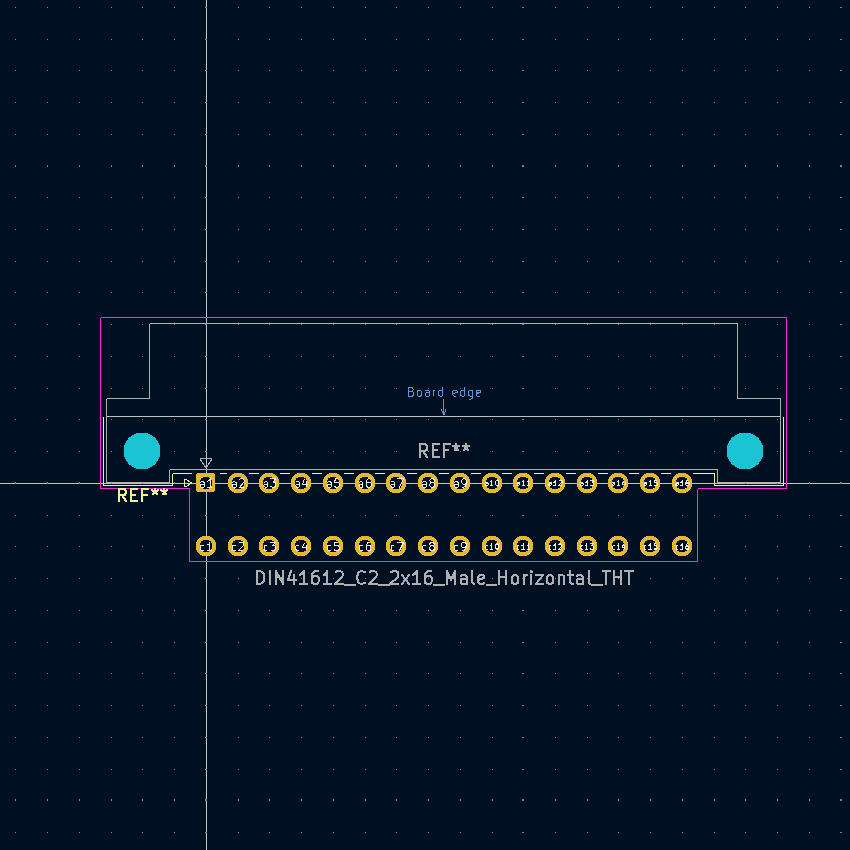 Board edge
REF**
REF**
a1 a2 a3 a4 a5 a6 a7 a8 a9 a10 a11 a12 a13 a14 a15 a16
c1 c2 c3 c4 c5 c6 c7 c8 c9 c10 c11 c12 c13 c14 c15 c16
DIN41612_C2_2x16_Male_Horizontal_THT